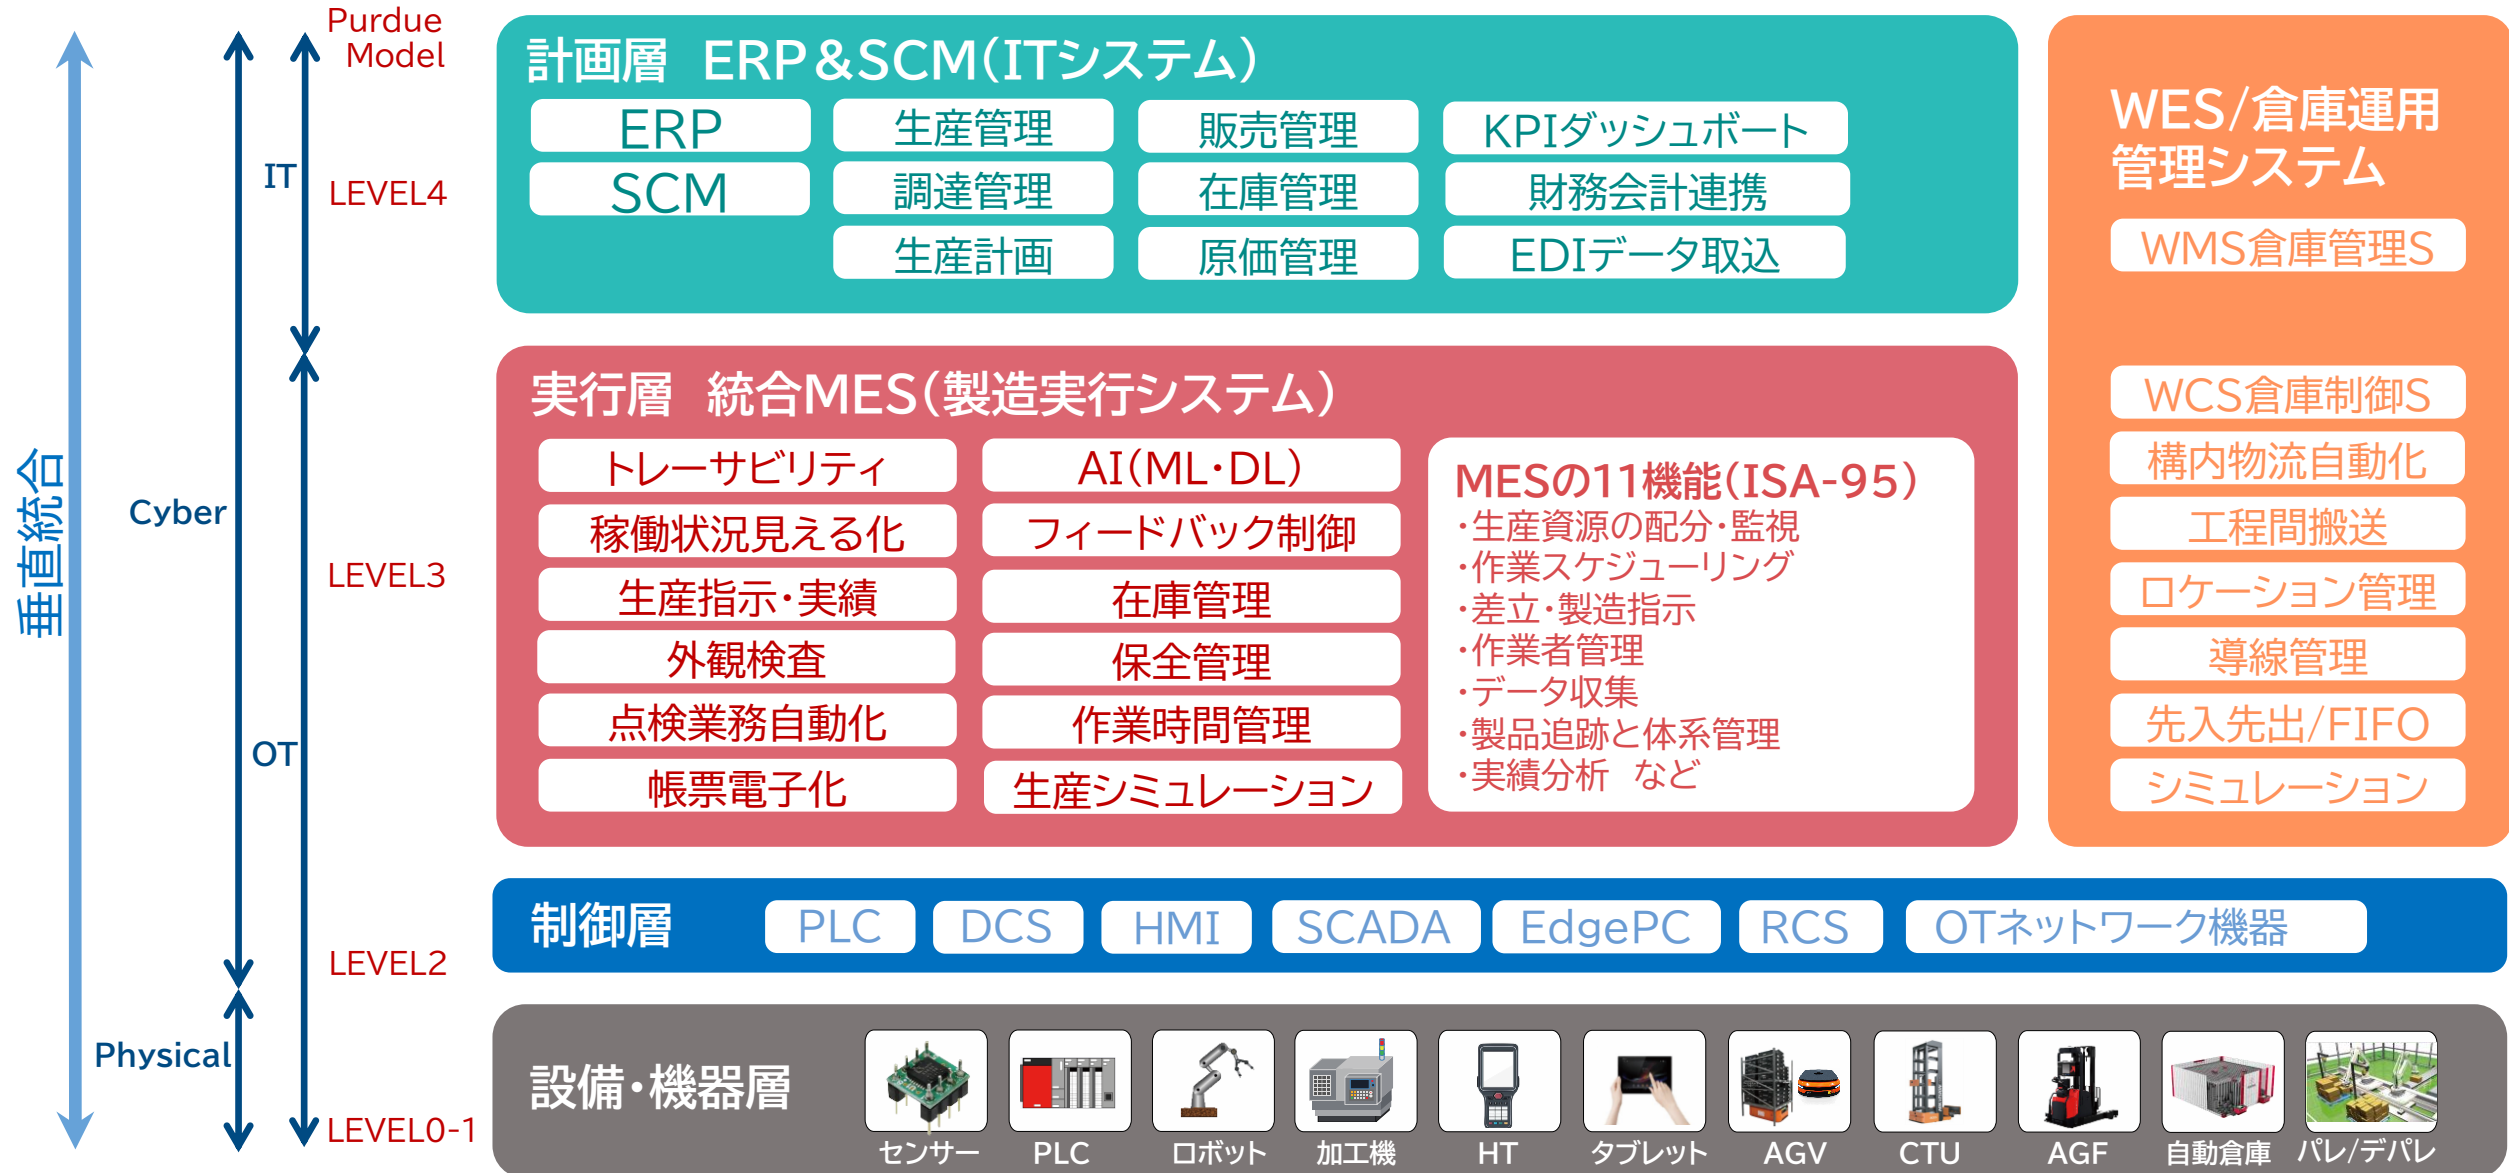 Purdue
Model
垂直統合
Cyber
Physical
IT
OT
LEVEL4
LEVEL3
LEVEL2
LEVEL0-1
計画層　ERP&SCM(ITシステム)
ERP
生産管理
販売管理
KPIダッシュボート
SCM
調達管理
在庫管理
財務会計連携
生産計画
原価管理
EDIデータ取込
実行層　統合MES(製造実行システム)
トレーサビリティ
AI(ML・DL)
稼働状況見える化
フィードバック制御
生産指示・実績
在庫管理
外観検査
保全管理
点検業務自動化
作業時間管理
帳票電子化
生産シミュレーション
MESの11機能(ISA-95)
・生産資源の配分・監視
・作業スケジューリング
・差立・製造指示
・作業者管理
・データ収集
・製品追跡と体系管理
・実績分析　など
WES/倉庫運用
管理システム
WMS倉庫管理S
WCS倉庫制御S
構内物流自動化
工程間搬送
ロケーション管理
導線管理
先入先出/FIFO
シミュレーション
制御層
PLC
DCS
HMI
SCADA
EdgePC
RCS
OTネットワーク機器
設備・機器層
センサー
PLC
ロボット
加工機
HT
タブレット
AGV
CTU
AGF
自動倉庫
パレ/デパレ